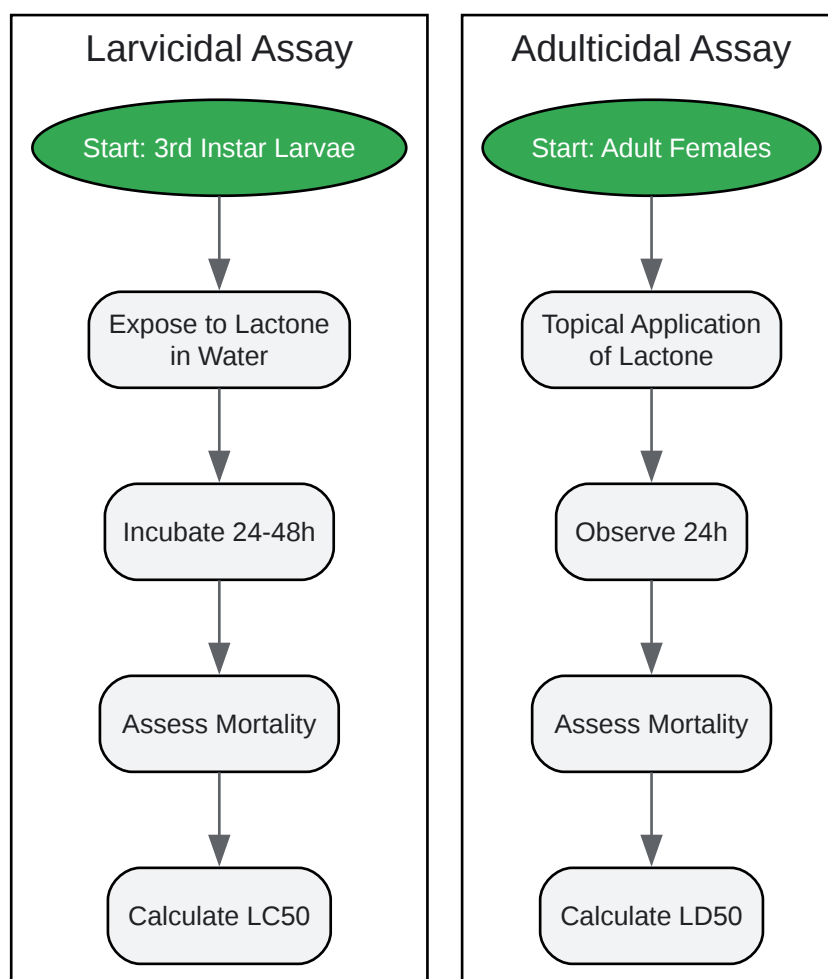 Larvicidal Assay
Start: 3rd Instar Larvae
Expose to Lactone
in Water
Incubate 24-48h
Assess Mortality
Calculate LC50
Adulticidal Assay
Start: Adult Females
Topical Application
of Lactone
Observe 24h
Assess Mortality
Calculate LD50